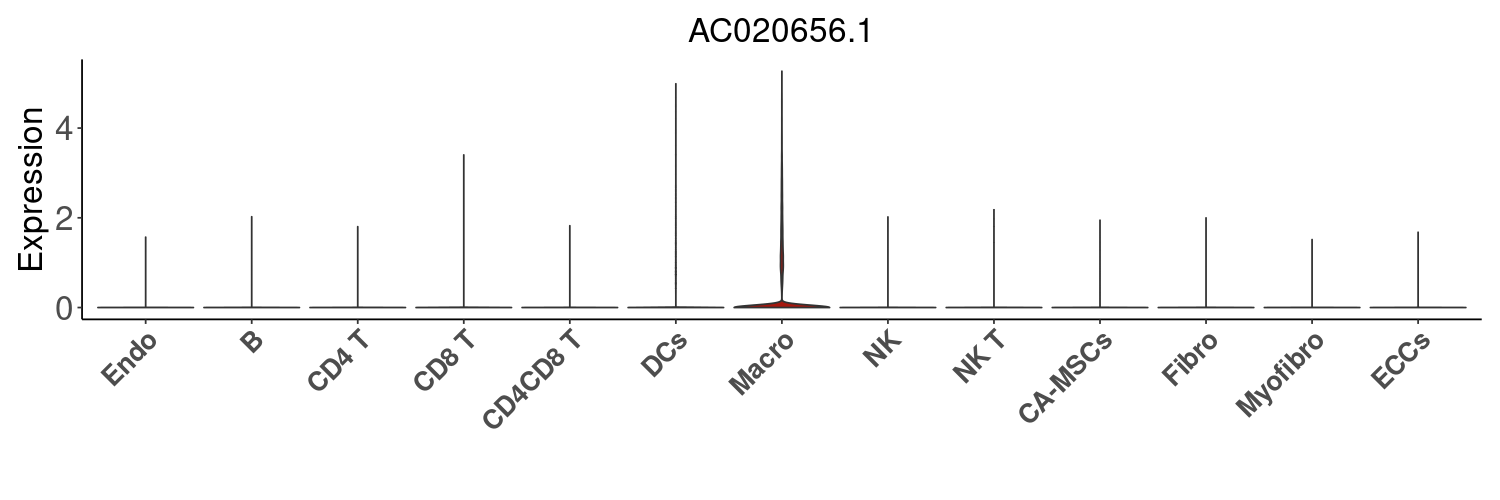 AC020656.1
Expression
4
2
0
Endo
B
CD4 T
CD8 T
CD4CD8 T
DCs
Macro
NK
NK T
CA-MSCs
Fibro
Myofibro
ECCs